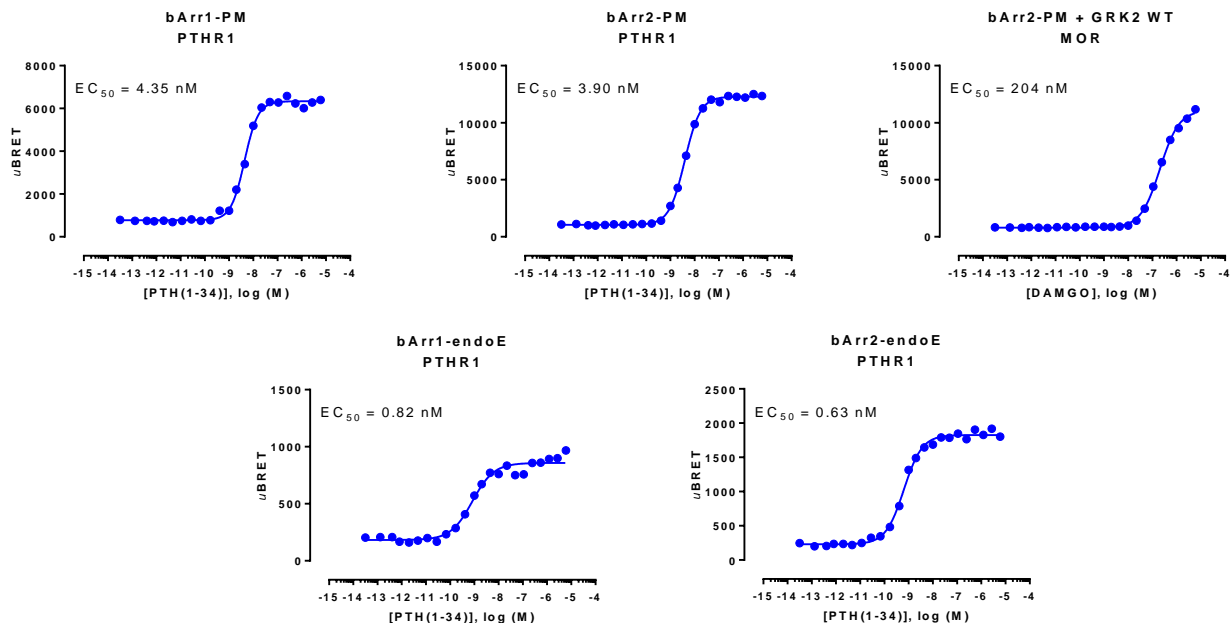 bArr1-PM
PTHR1
8000
6000
4000
2000
0
uBRET
EC50 = 4.35 nM
-15 -14 -13 -12 -11 -10 -9 -8 -7 -6 -5 -4
[PTH(1-34)], log (M)
bArr2-PM
PTHR1
15000
10000
5000
0
uBRET
EC50 = 3.90 nM
-15 -14 -13 -12 -11 -10 -9 -8 -7 -6 -5 -4
[PTH(1-34)], log (M)
bArr2-PM + GRK2 WT
MOR
15000
10000
5000
0
uBRET
EC50 = 204 nM
-15 -14 -13 -12 -11 -10 -9 -8 -7 -6 -5 -4
[DAMGO], log (M)
bArr1-endoE
PTHR1
1500
1000
500
0
uBRET
EC50 = 0.82 nM
-15 -14 -13 -12 -11 -10 -9 -8 -7 -6 -5 -4
[PTH(1-34)], log (M)
bArr2-endoE
PTHR1
2500
2000
1500
1000
500
0
uBRET
EC50 = 0.63 nM
-15 -14 -13 -12 -11 -10 -9 -8 -7 -6 -5 -4
[PTH(1-34)], log (M)